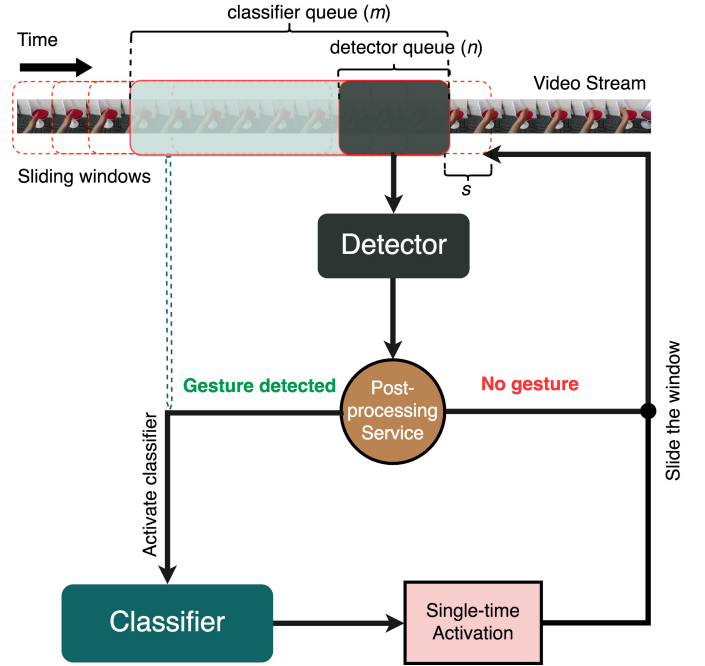 classifier queue (m)
Time
detector queue (n)
Video Stream
Sliding windows
s
Detector
Gesture detected
No gesture
Post-
processing
Service
Activate classifier
Slide the window
Classifier
Single-time
Activation